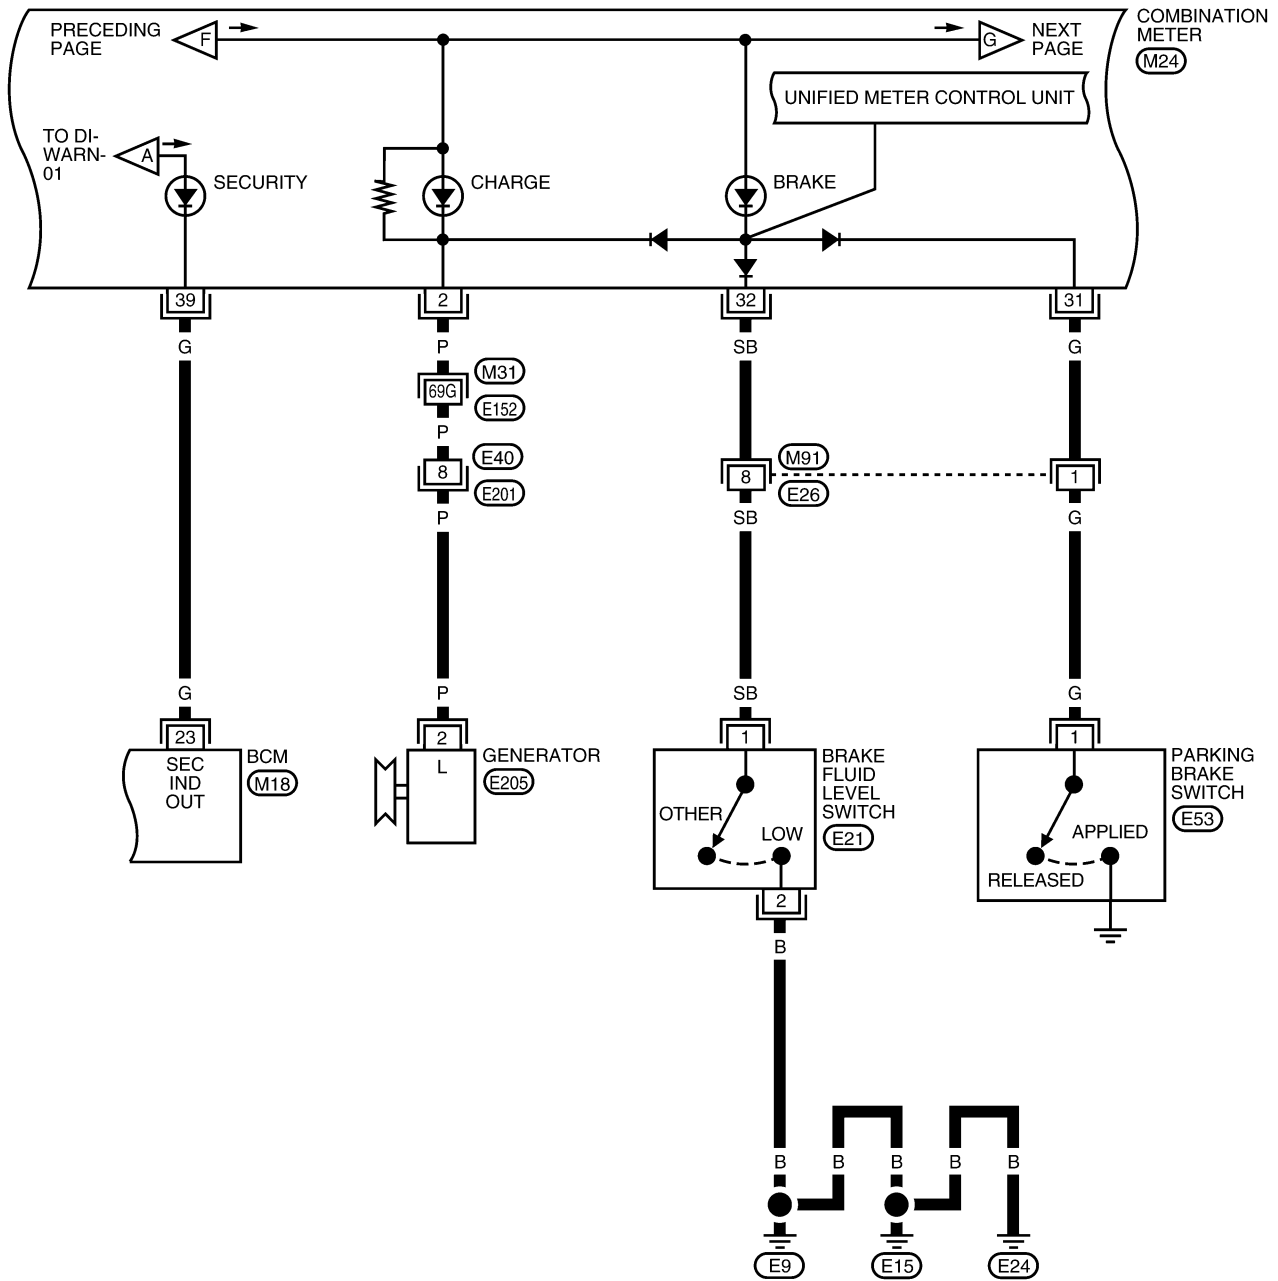 PRECEDING
PAGE
F
G
NEXT
PAGE
COMBINATION
METER
M24
UNIFIED METER CONTROL UNIT
TO DI-
WARN-
01
A
SECURITY
CHARGE
BRAKE
39
2
32
31
G
P
SB
G
M31
69G
E152
P
E40
8
E201
M91
8
E26
1
P
SB
G
G
P
SB
G
23
2
1
1
SEC
IND
OUT
BCM
M18
L
GENERATOR
E205
BRAKE
FLUID
LEVEL
SWITCH
E21
OTHER
LOW
PARKING
BRAKE
SWITCH
E53
APPLIED
RELEASED
2
B
B
B
B
B
B
E9
E15
E24